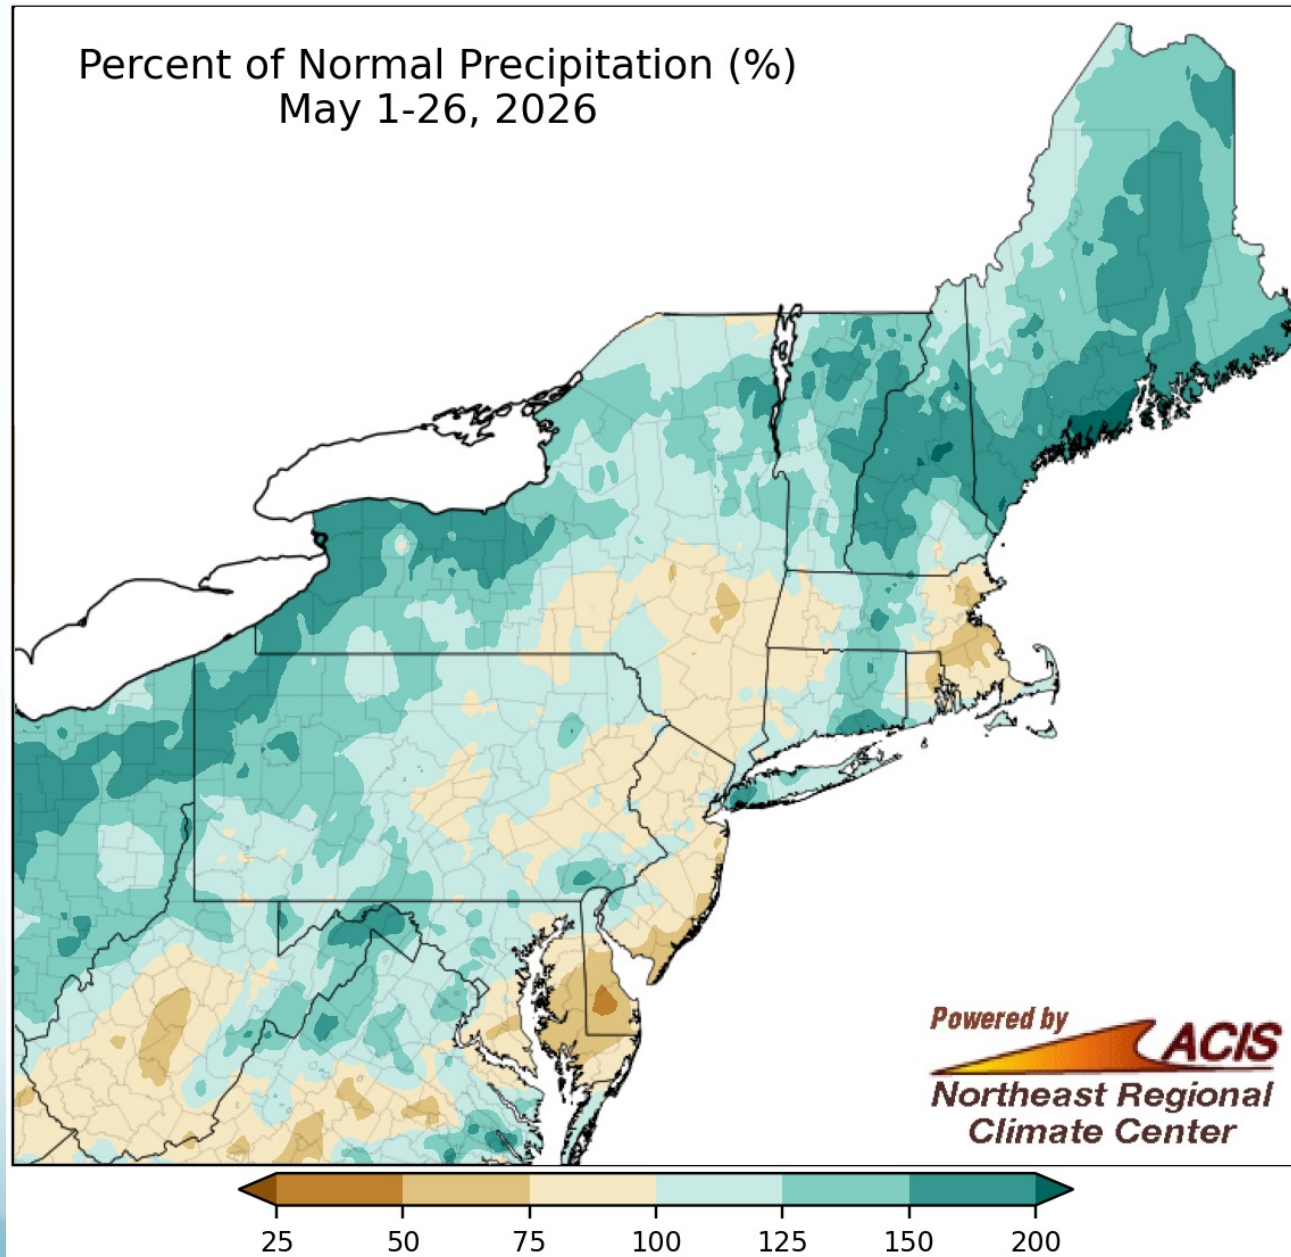 Percent of Normal Precipitation (%)
May 1-26, 2026
Powered by
ACIS
Northeast Regional
Climate Center
25 50 75 100 125 150 200